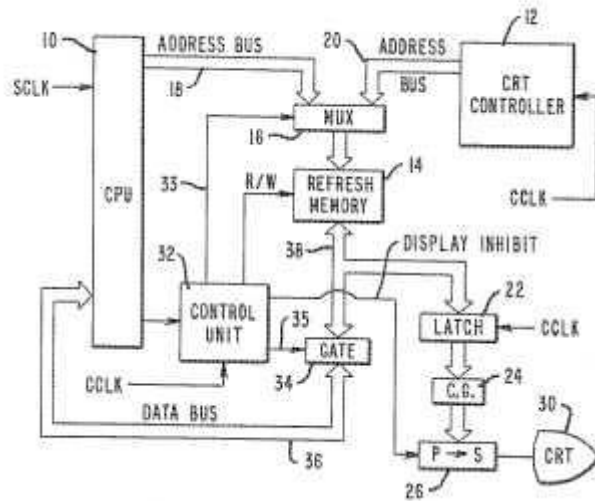 10
ADDRESS BUS
18
20
ADDRESS
BUS
12
SCLK
CRT
CONTROLLER
MUX
16
CPU
33
R/W
REFRESH
MEMORY
14
CCLK
38
DISPLAY INHIBIT
32
CONTROL
UNIT
35
22
LATCH
CCLK
GATE
34
CCLK
C.G.
24
DATA BUS
36
P → S
26
30
CRT